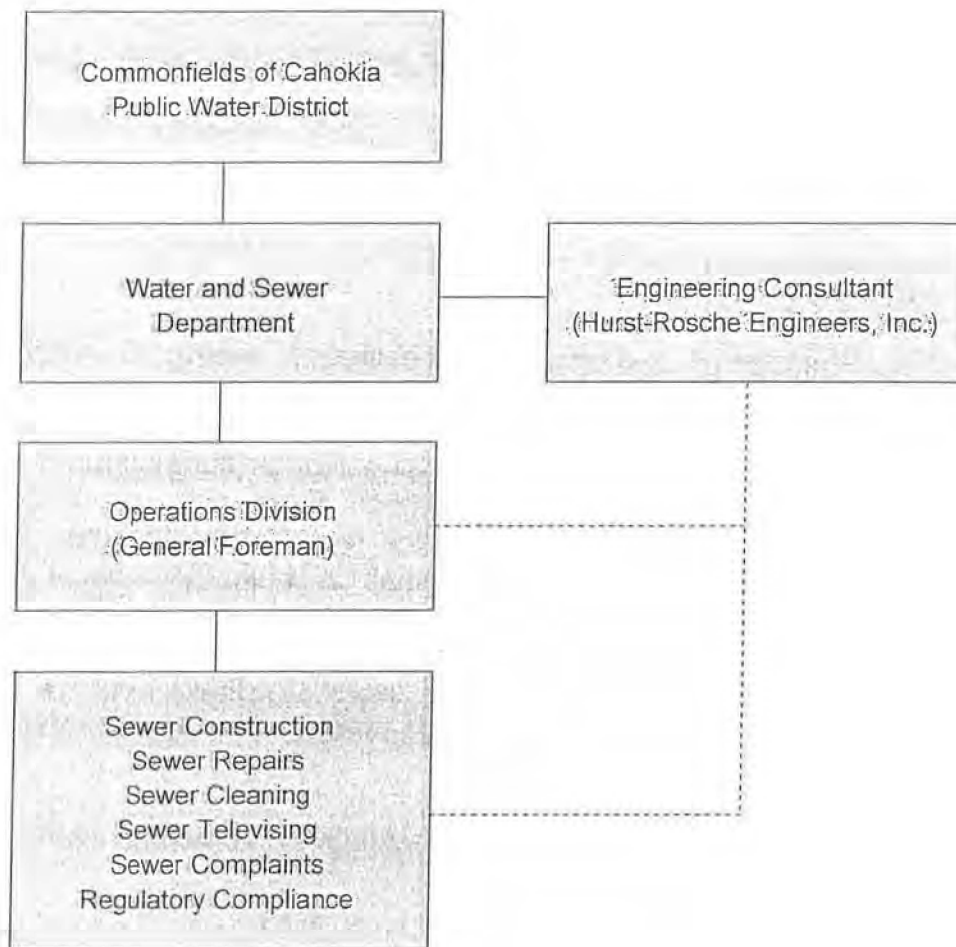 Commonfields of Cahokia
Public Water District
Water and Sewer
Department
Engineering Consultant
(Hurst-Rosche Engineers, Inc.)
Operations Division
(General Foreman)
Sewer Construction
Sewer Repairs
Sewer Cleaning
Sewer Televising
Sewer Complaints
Regulatory Compliance